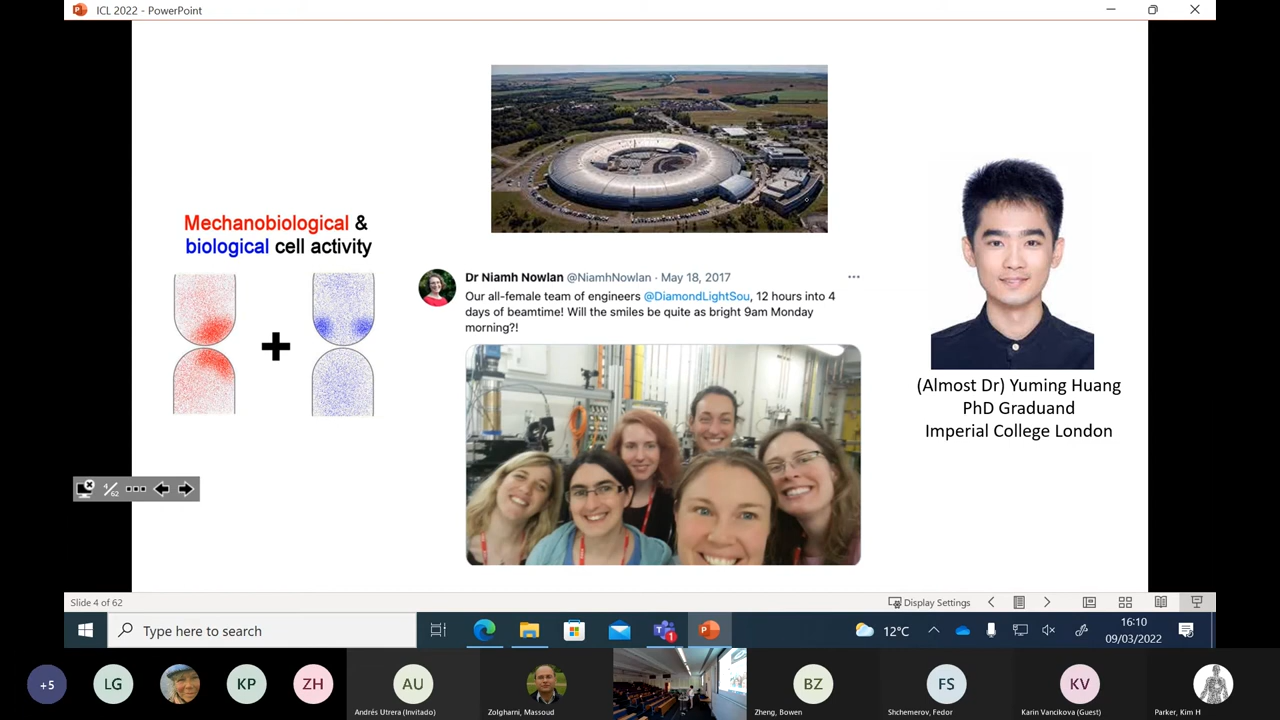 ICL 2022 - PowerPoint
Mechanobiological &
biological cell activity
Dr Niamh Nowlan @NiamhNowlan · May 18, 2017
Our all-female team of engineers @DiamondLightSou, 12 hours into 4
days of beamtime! Will the smiles be quite as bright 9am Monday
morning?!
(Almost Dr) Yuming Huang
PhD Graduand
Imperial College London
4/62
Slide 4 of 62
Display Settings
Type here to search
1
12°C
16:10
09/03/2022
+5
LG
KP
ZH
AU
BZ
FS
KV
Andrés Utrera (Invitado)
Zolgharni, Massoud
Zheng, Bowen
Shchemerov, Fedor
Karin Vancikova (Guest)
Parker, Kim H